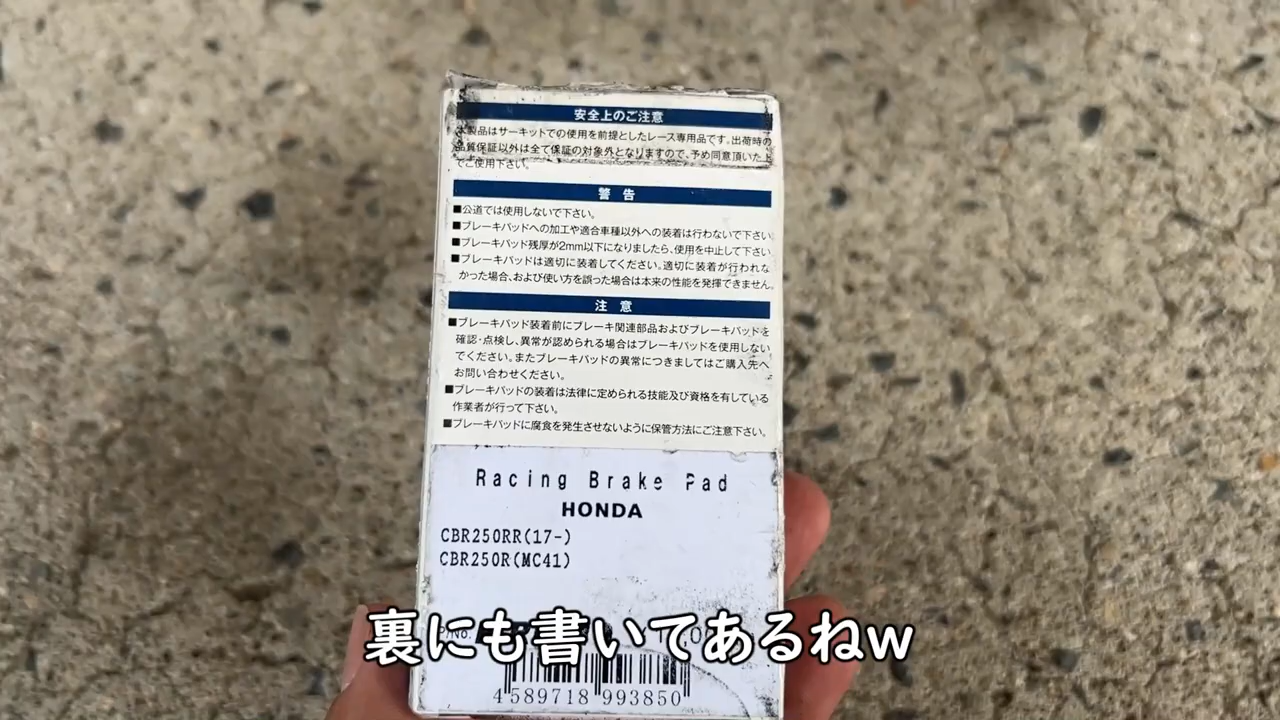 安全上のご注意
本製品はサーキットでの使用を前提としたレース専用品です。出荷時の
品質保証以外は全て保証の対象外となりますので、予め同意頂いた上
でご使用下さい。
警告
■公道では使用しないで下さい。
■ブレーキパッドへの加工や適合車種以外への装着は行わないで下さい。
■ブレーキパッド残厚が2mm以下になりましたら、使用を中止して下さい。
■ブレーキパッドは適切に装着してください。適切に装着が行われな
かった場合、および使い方を誤った場合は本来の性能を発揮できません。
注意
■ブレーキパッド装着前にブレーキ関連部品およびブレーキパッドを
確認・点検し、異常が認められる場合はブレーキパッドを使用しない
でください。またブレーキパッドの異常につきましてはご購入先へ
お問い合わせください。
■ブレーキパッドの装着は法律に定められる技能及び資格を有している
作業者が行って下さい。
■ブレーキパッドに腐食を発生させないように保管方法にご注意下さい。
Racing Brake Pad
HONDA
CBR250RR(17-)
CBR250R(MC41)
P/No.
裏にも書いてあるねw
4589718 993850